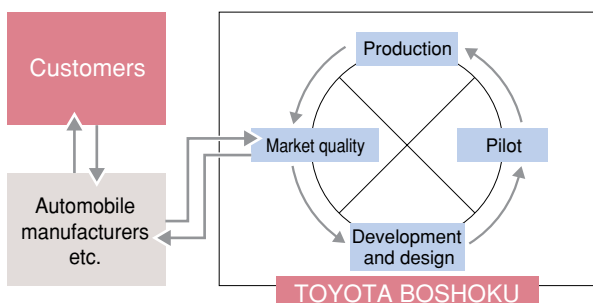 Customers
Automobile
manufacturers
etc.
Production
Market quality
Pilot
Development
and design
TOYOTA BOSHOKU